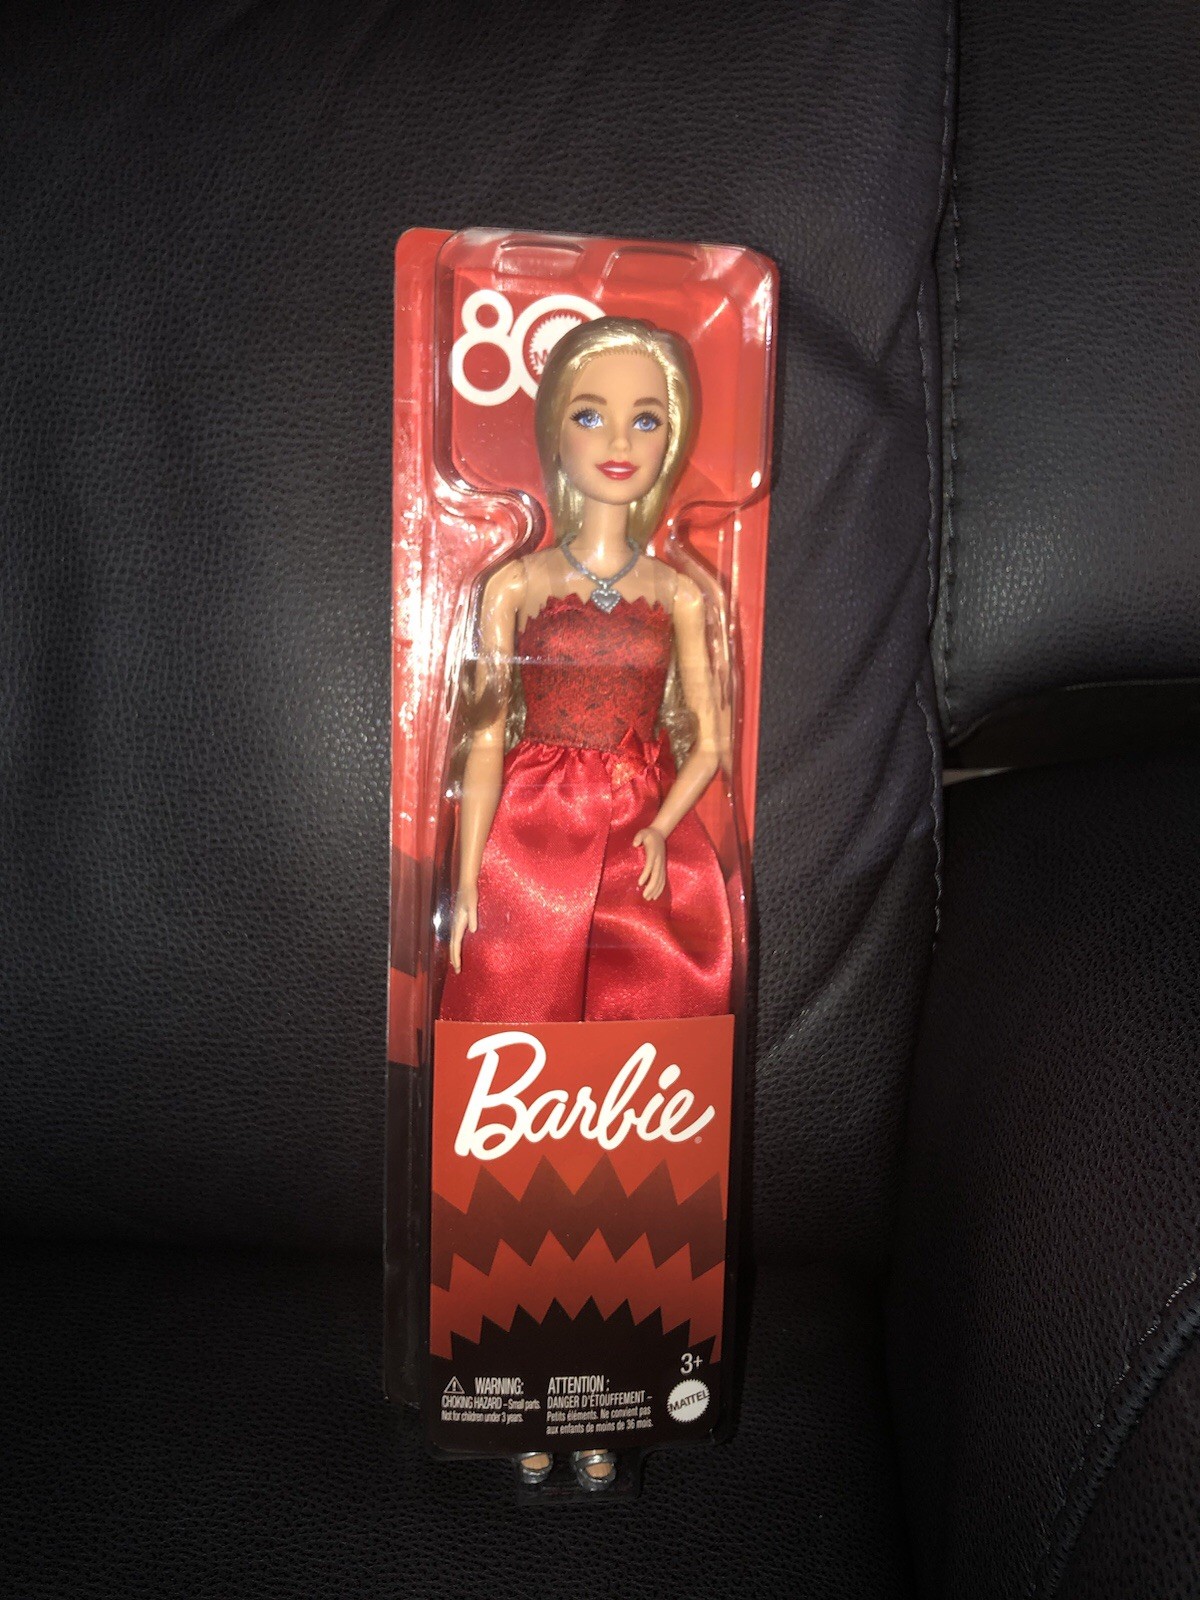 80
Barbie®
3+
WARNING:
CHOKING HAZARD – Small parts.
Not for children under 3 years.
ATTENTION :
DANGER D'ÉTOUFFEMENT –
Petits éléments. Ne convient pas
aux enfants de moins de 36 mois.
MATTEL